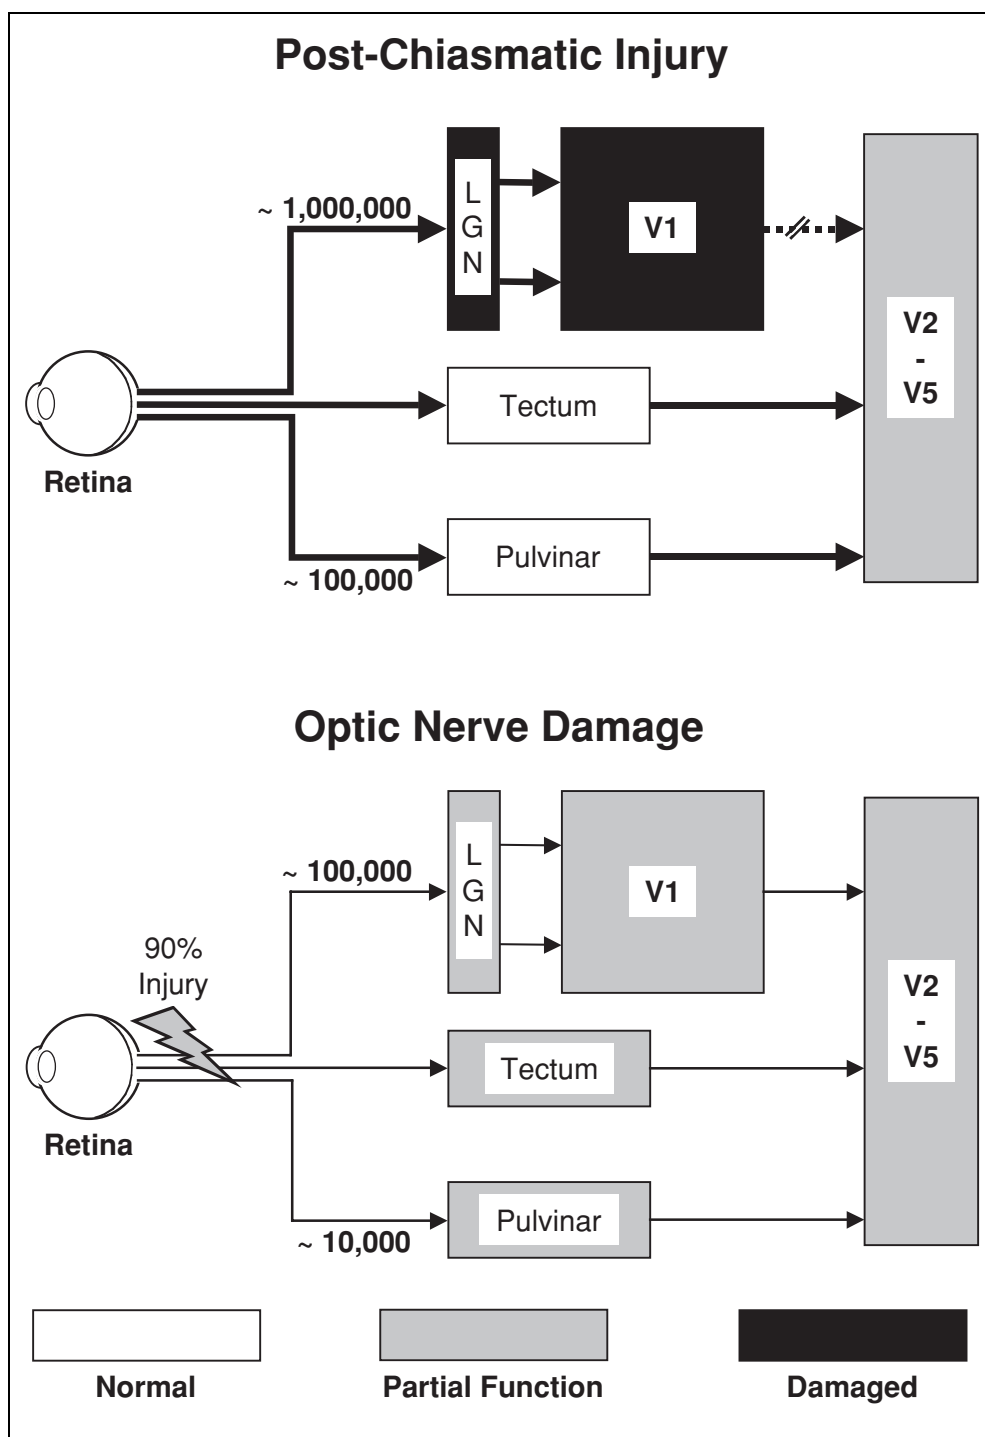 Post-Chiasmatic Injury
~ 1,000,000
L
G
N
V1
V2
-
V5
Tectum
Retina
Pulvinar
~ 100,000
Optic Nerve Damage
~ 100,000
L
G
N
V1
90%
Injury
V2
-
V5
Tectum
Retina
Pulvinar
~ 10,000
Normal
Partial Function
Damaged